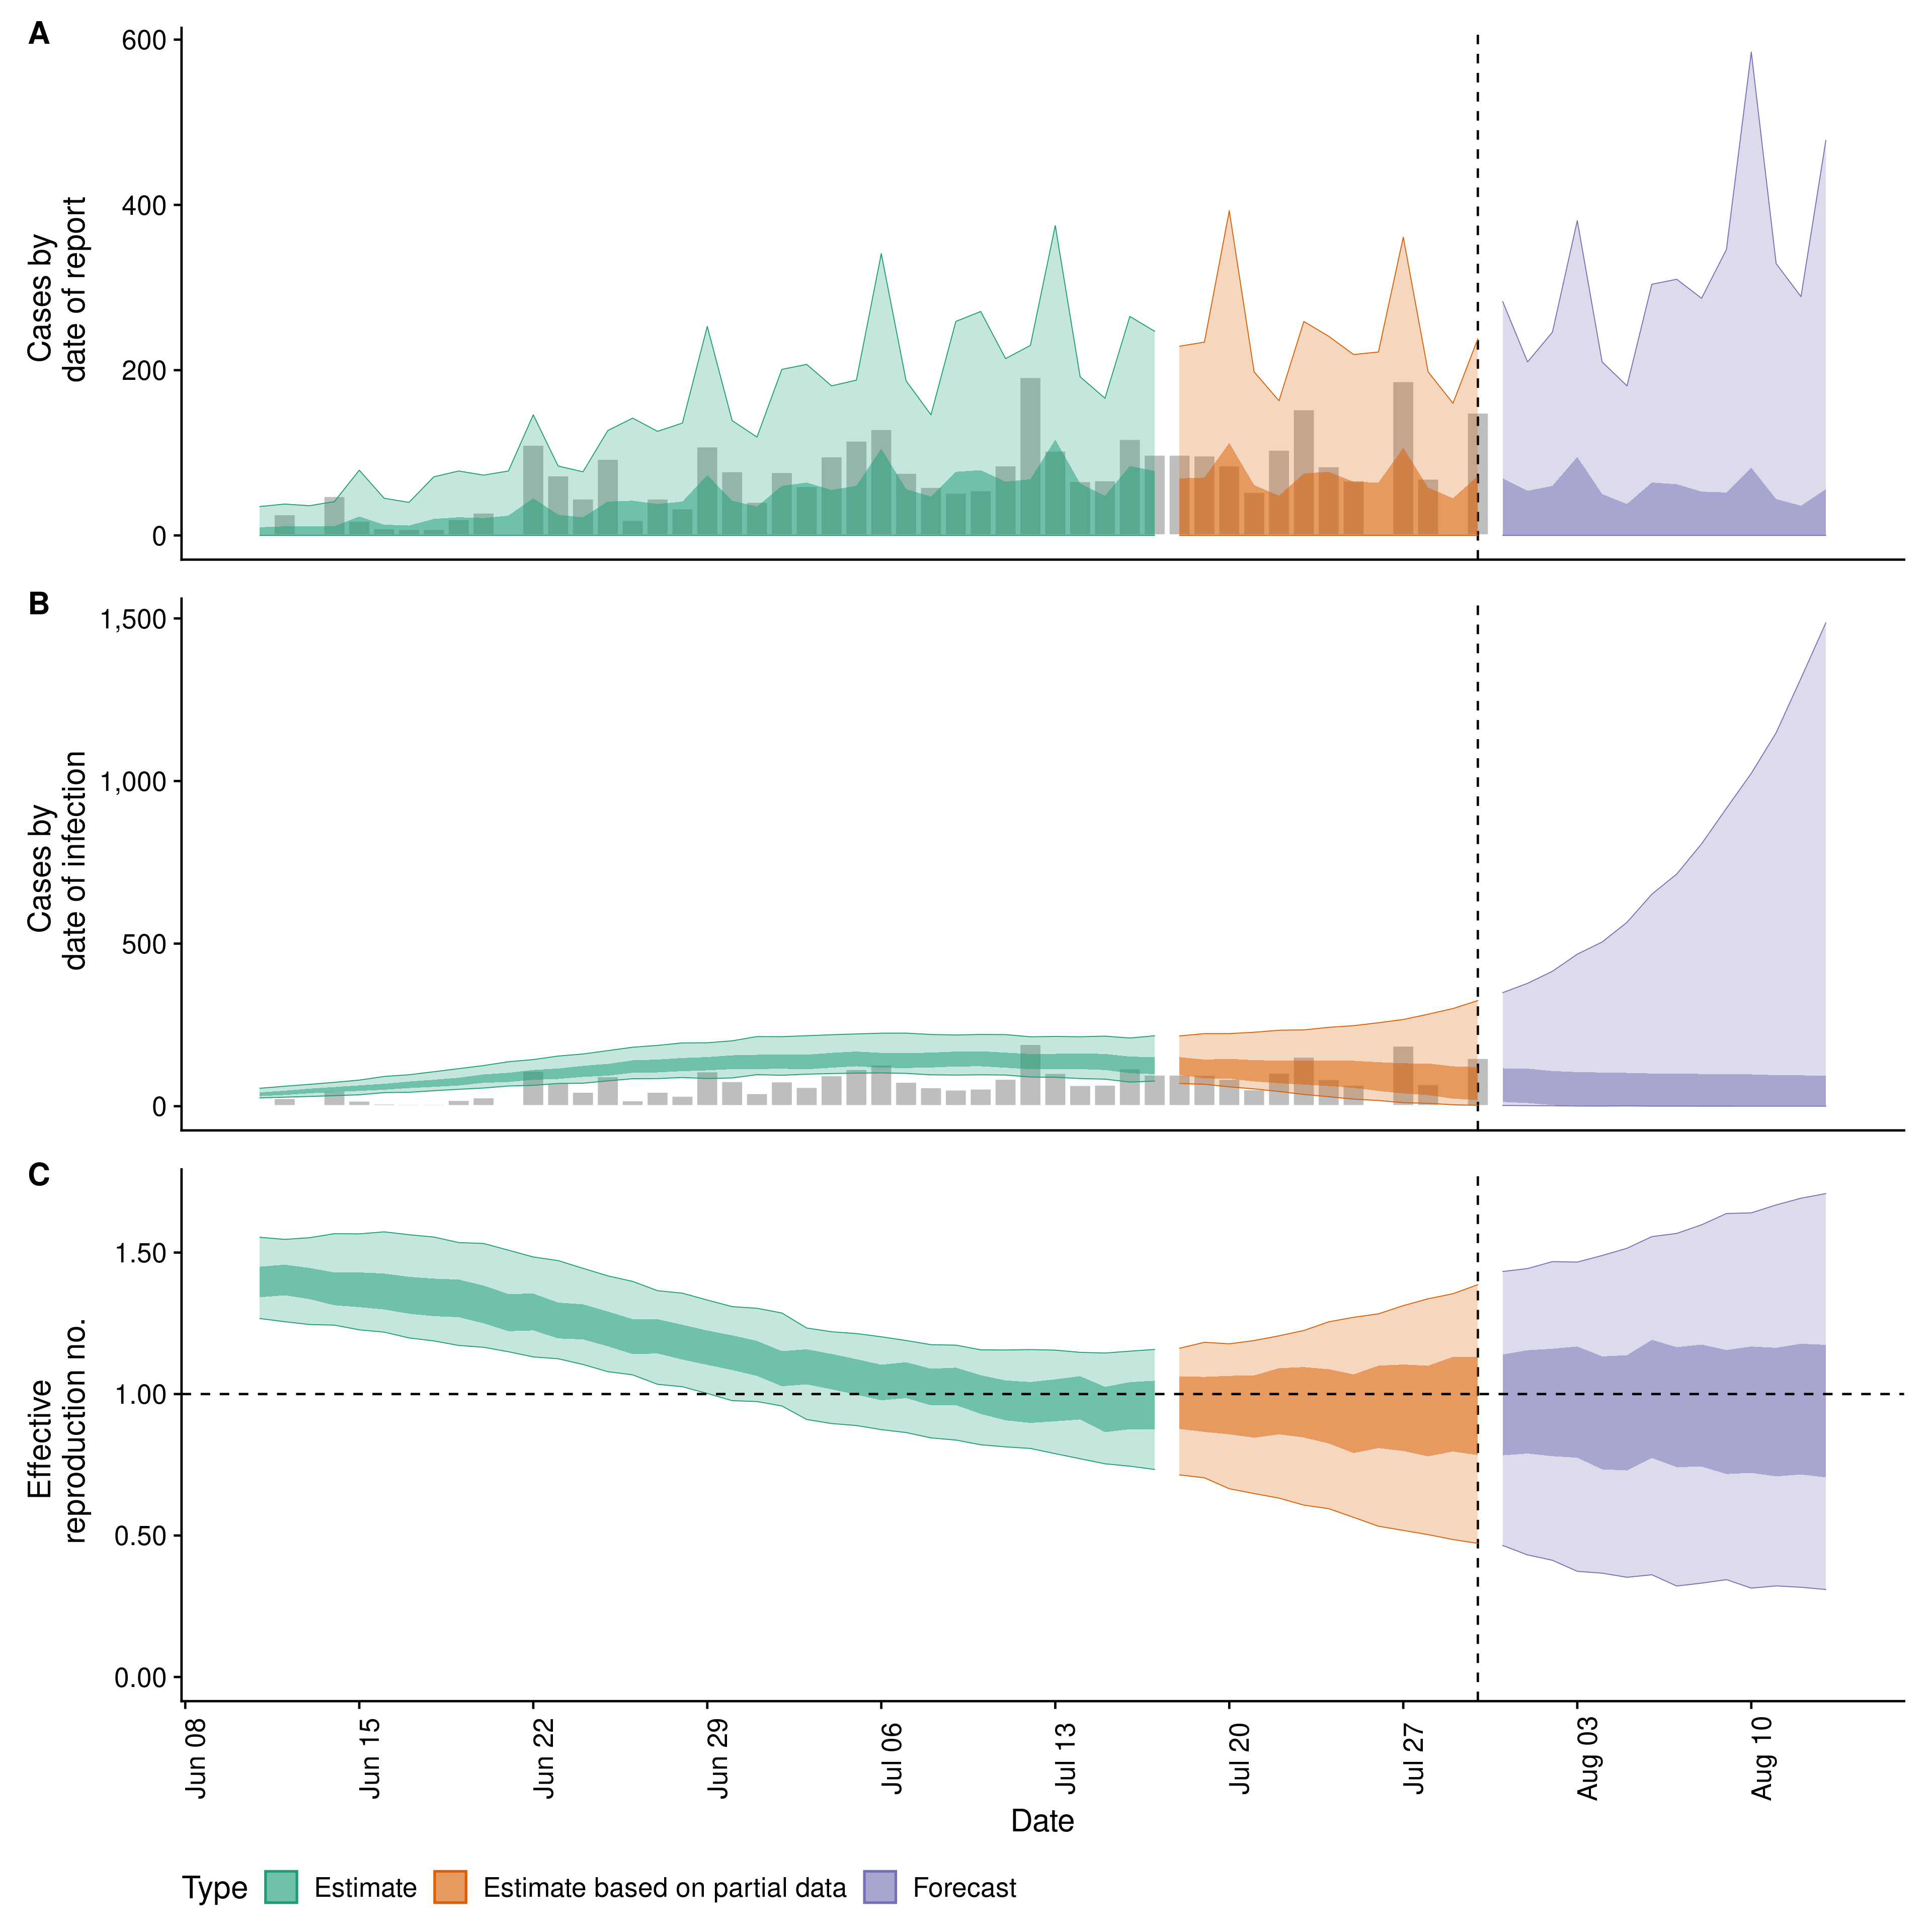 A
600
400
200
0
Cases by
date of report
B
1,500
1,000
500
0
Cases by
date of infection
C
1.50
1.00
0.50
0.00
Effective
reproduction no.
Jun 08
Jun 15
Jun 22
Jun 29
Jul 06
Jul 13
Jul 20
Jul 27
Aug 03
Aug 10
Date
Type Estimate Estimate based on partial data Forecast